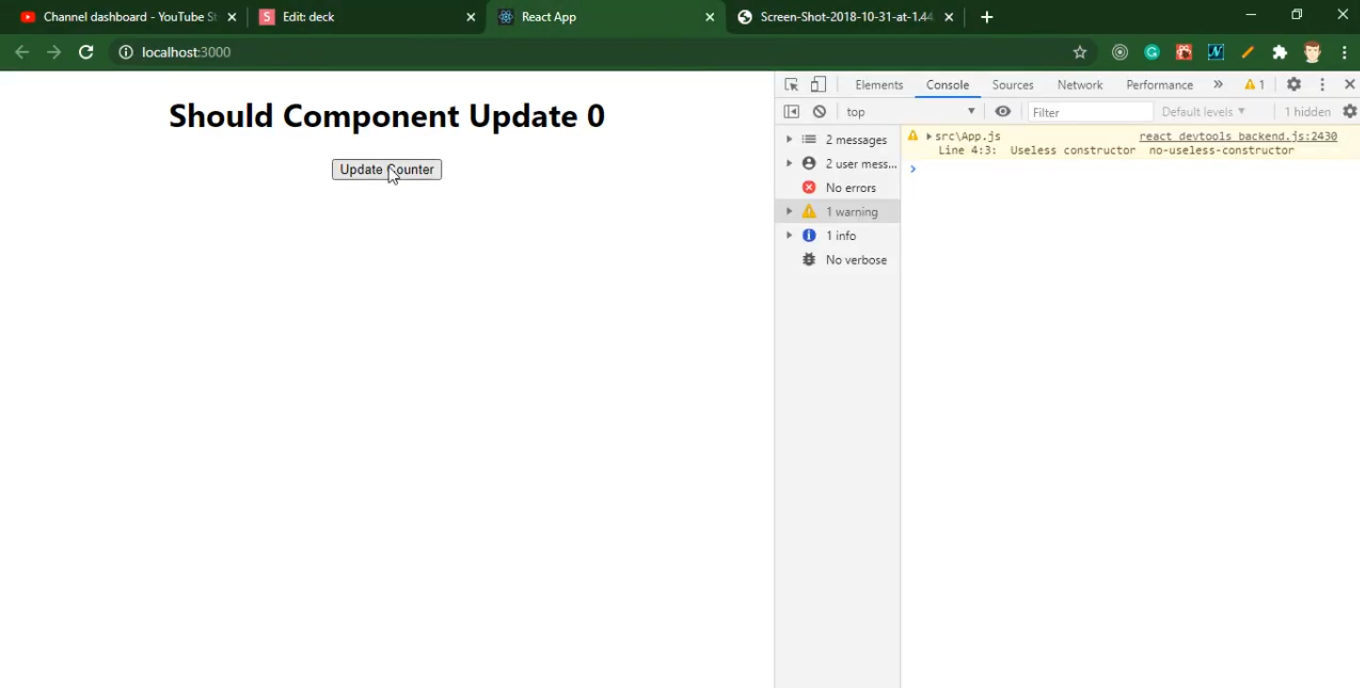 Channel dashboard - YouTube St
S Edit: deck
React App
Screen-Shot-2018-10-31-at-1.44
localhost:3000
Elements Console Sources Network Performance » 1
top Filter Default levels 1 hidden
Should Component Update 0
Update Counter
2 messages
2 user mess...
No errors
1 warning
1 info
No verbose
src\App.js react_devtools_backend.js:2430
Line 4:3: Useless constructor no-useless-constructor